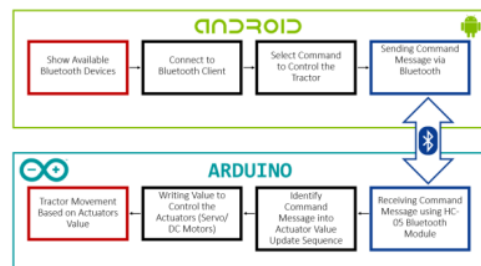 ANDROID
Show Available
Bluetooth Devices
Connect to
Bluetooth Client
Select Command
to Control the
Tractor
Sending Command
Message via
Bluetooth
ARDUINO
Tractor Movement
Based on Actuators
Value
Writing Value to
Control the
Actuators (Servo/
DC Motors)
Identify
Command
Message into
Actuator Value
Update Sequence
Receiving Command
Message using HC-
05 Bluetooth
Module